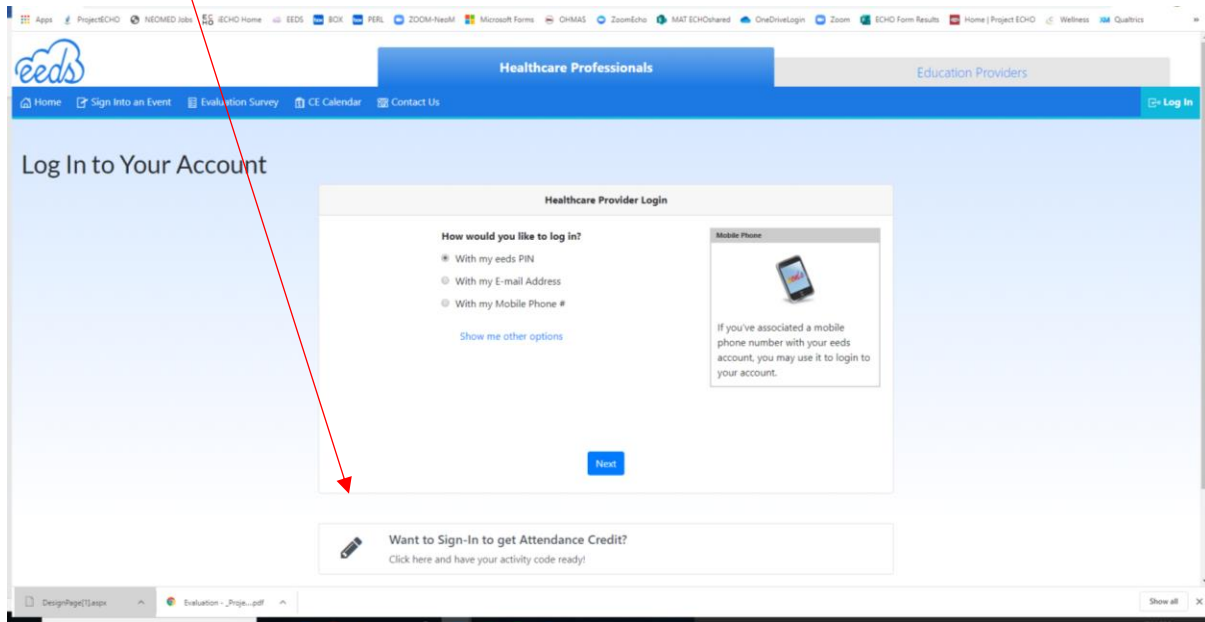 Apps ProjectECHO NEOMED Jobs iECHO Home EEDS BOX PERL ZOOM-NeoM Microsoft Forms OHMAS ZoomEcho MAT ECHOshared OneDriveLogin Zoom ECHO Form Results Home | Project ECHO Wellness Qualtrics »
eeds
Healthcare Professionals
Education Providers
Home Sign Into an Event Evaluation Survey CE Calendar Contact Us Log In
Log In to Your Account
Healthcare Provider Login
How would you like to log in?
With my eeds PIN
With my E-mail Address
With my Mobile Phone #
Show me other options
Mobile Phone
eeds
If you've associated a mobile
phone number with your eeds
account, you may use it to login to
your account.
Next
Want to Sign-In to get Attendance Credit?
Click here and have your activity code ready!
DesignPage[1].aspx Evaluation - _Proje....pdf Show all X